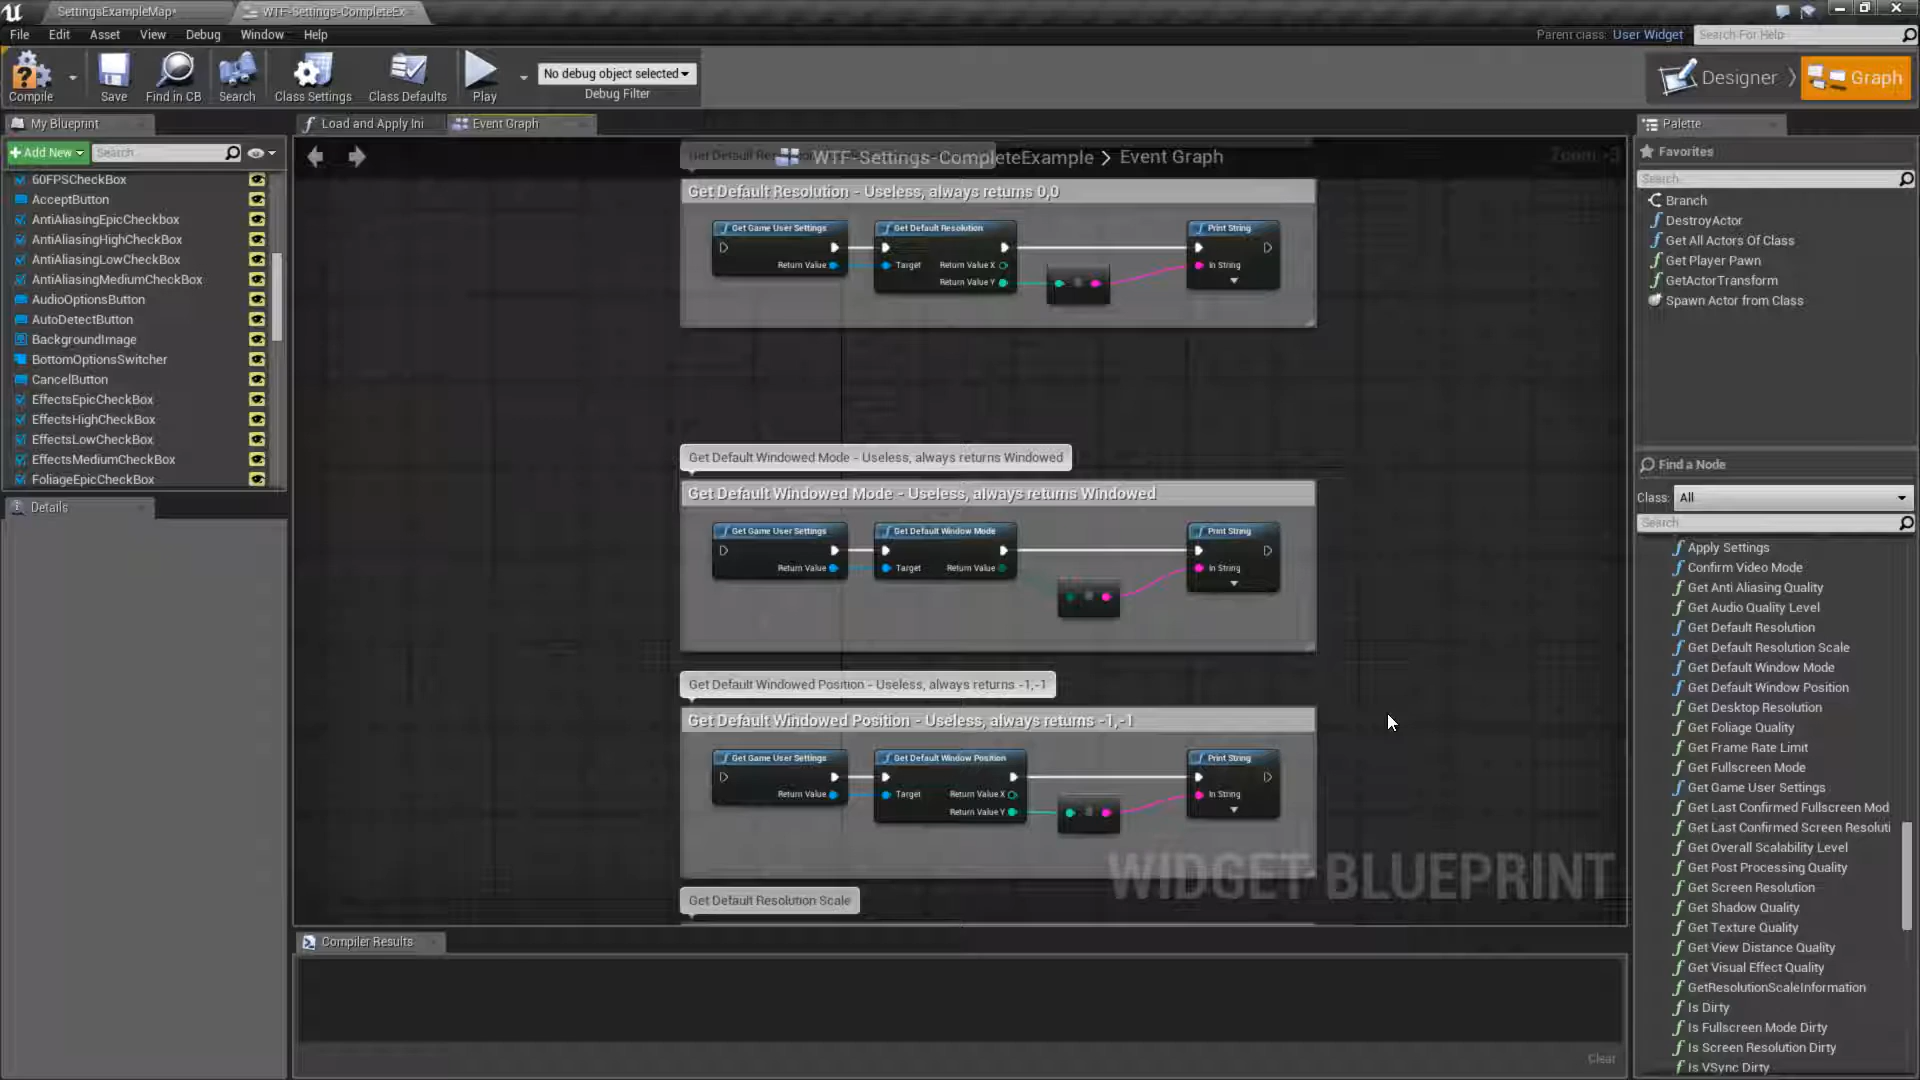 SettingsExampleMap*
WTF-Settings-CompleteEx
File Edit Asset View Debug Window Help
Parent class: User Widget
Search For Help
Compile
Save
Find in CB
Search
Class Settings
Class Defaults
Play
No debug object selected
Debug Filter
Designer
Graph
My Blueprint
+Add New
Search
60FPSCheckBox
AcceptButton
AntiAliasingEpicCheckbox
AntiAliasingHighCheckBox
AntiAliasingLowCheckBox
AntiAliasingMediumCheckBox
AudioOptionsButton
AutoDetectButton
BackgroundImage
BottomOptionsSwitcher
CancelButton
EffectsEpicCheckBox
EffectsHighCheckBox
EffectsLowCheckBox
EffectsMediumCheckBox
FoliageEpicCheckBox
Details
Load and Apply Ini
Event Graph
WTF-Settings-CompleteExample > Event Graph
Zoom -3
Get Default Resolution - Useless, always returns 0,0
Get Game User Settings
Return Value
Get Default Resolution
Target
Return Value X
Return Value Y
Print String
In String
Get Default Windowed Mode - Useless, always returns Windowed
Get Default Windowed Mode - Useless, always returns Windowed
Get Game User Settings
Return Value
Get Default Window Mode
Target
Return Value
Print String
In String
Get Default Windowed Position - Useless, always returns -1,-1
Get Default Windowed Position - Useless, always returns -1,-1
Get Game User Settings
Return Value
Get Default Window Position
Target
Return Value X
Return Value Y
Print String
In String
Get Default Resolution Scale
WIDGET BLUEPRINT
Compiler Results
Clear
Palette
Favorites
Search
Branch
DestroyActor
Get All Actors Of Class
Get Player Pawn
GetActorTransform
Spawn Actor from Class
Find a Node
Class: All
Search
Apply Settings
Confirm Video Mode
Get Anti Aliasing Quality
Get Audio Quality Level
Get Default Resolution
Get Default Resolution Scale
Get Default Window Mode
Get Default Window Position
Get Desktop Resolution
Get Foliage Quality
Get Frame Rate Limit
Get Fullscreen Mode
Get Game User Settings
Get Last Confirmed Fullscreen Mod
Get Last Confirmed Screen Resoluti
Get Overall Scalability Level
Get Post Processing Quality
Get Screen Resolution
Get Shadow Quality
Get Texture Quality
Get View Distance Quality
Get Visual Effect Quality
GetResolutionScaleInformation
Is Dirty
Is Fullscreen Mode Dirty
Is Screen Resolution Dirty
Is VSync Dirty